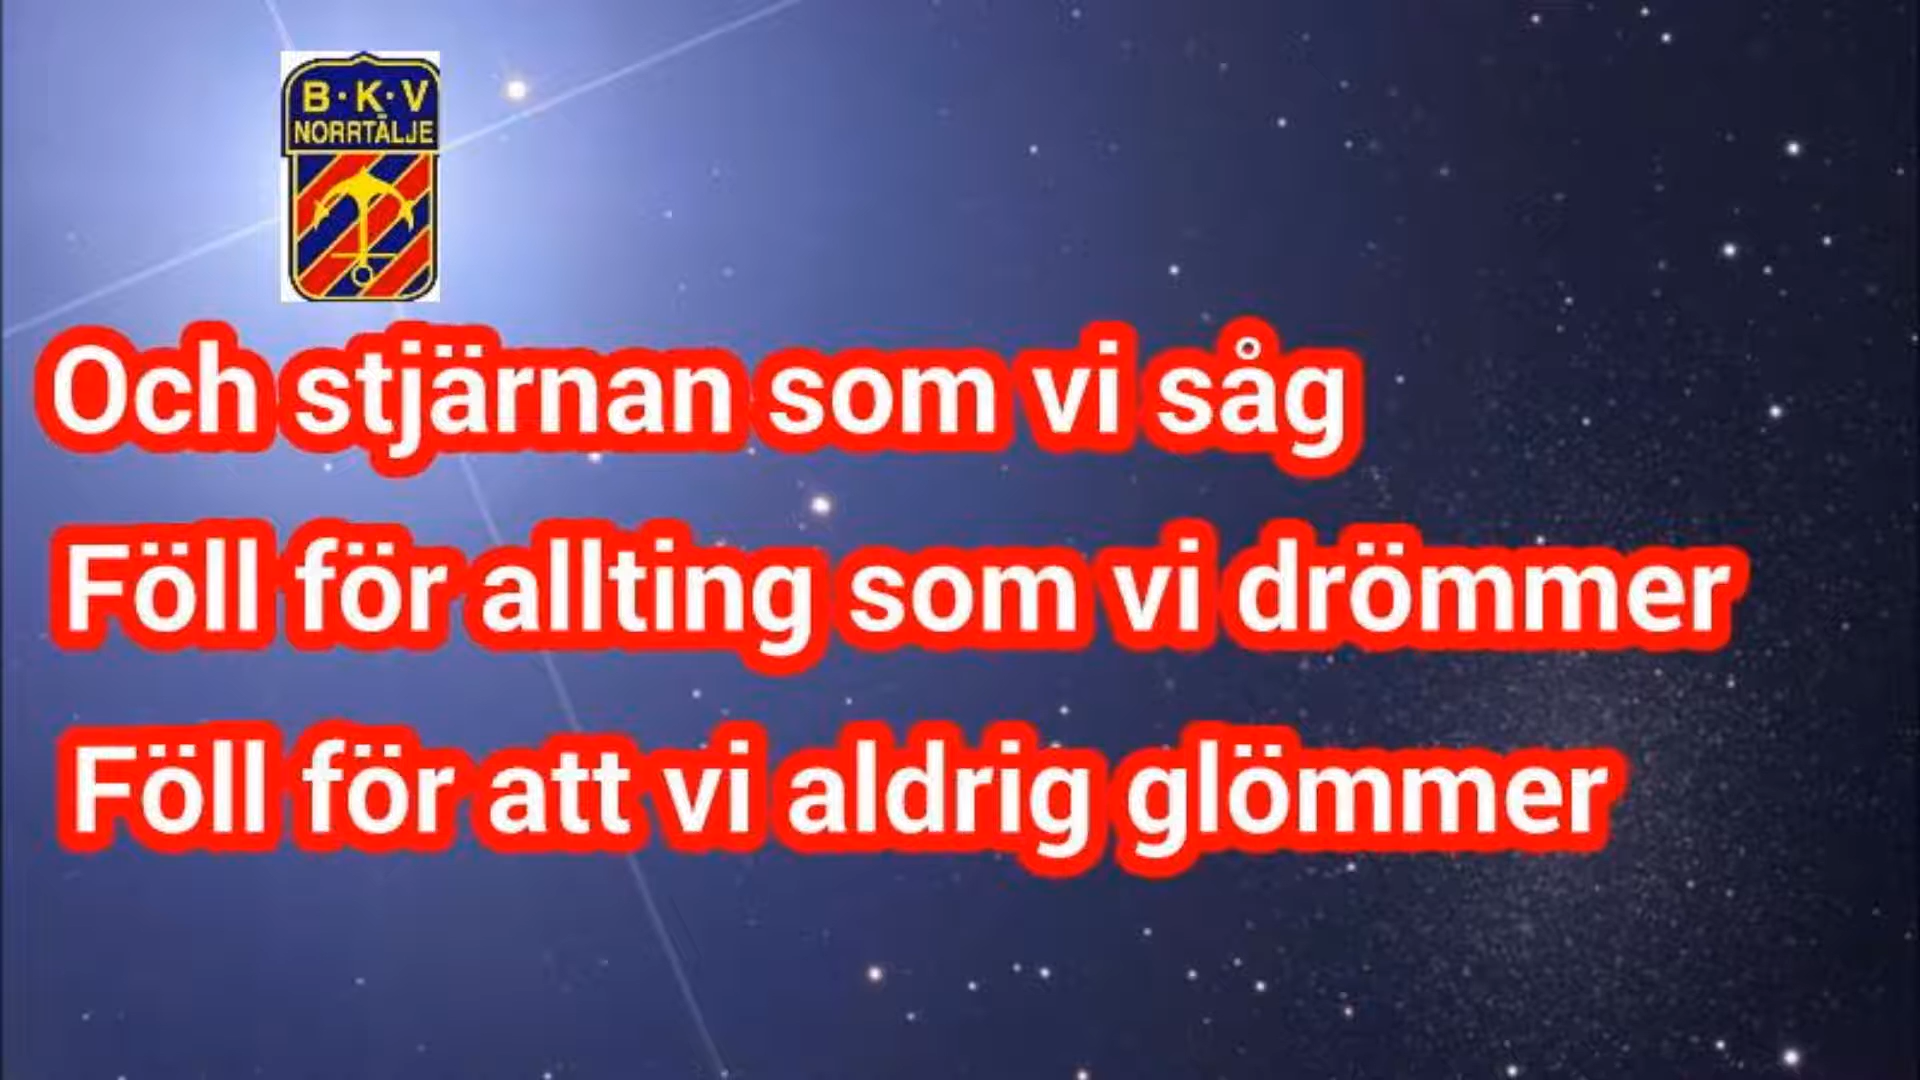 B·K·V
NORRTÄLJE
Och stjärnan som vi såg
Föll för allting som vi drömmer
Föll för att vi aldrig glömmer